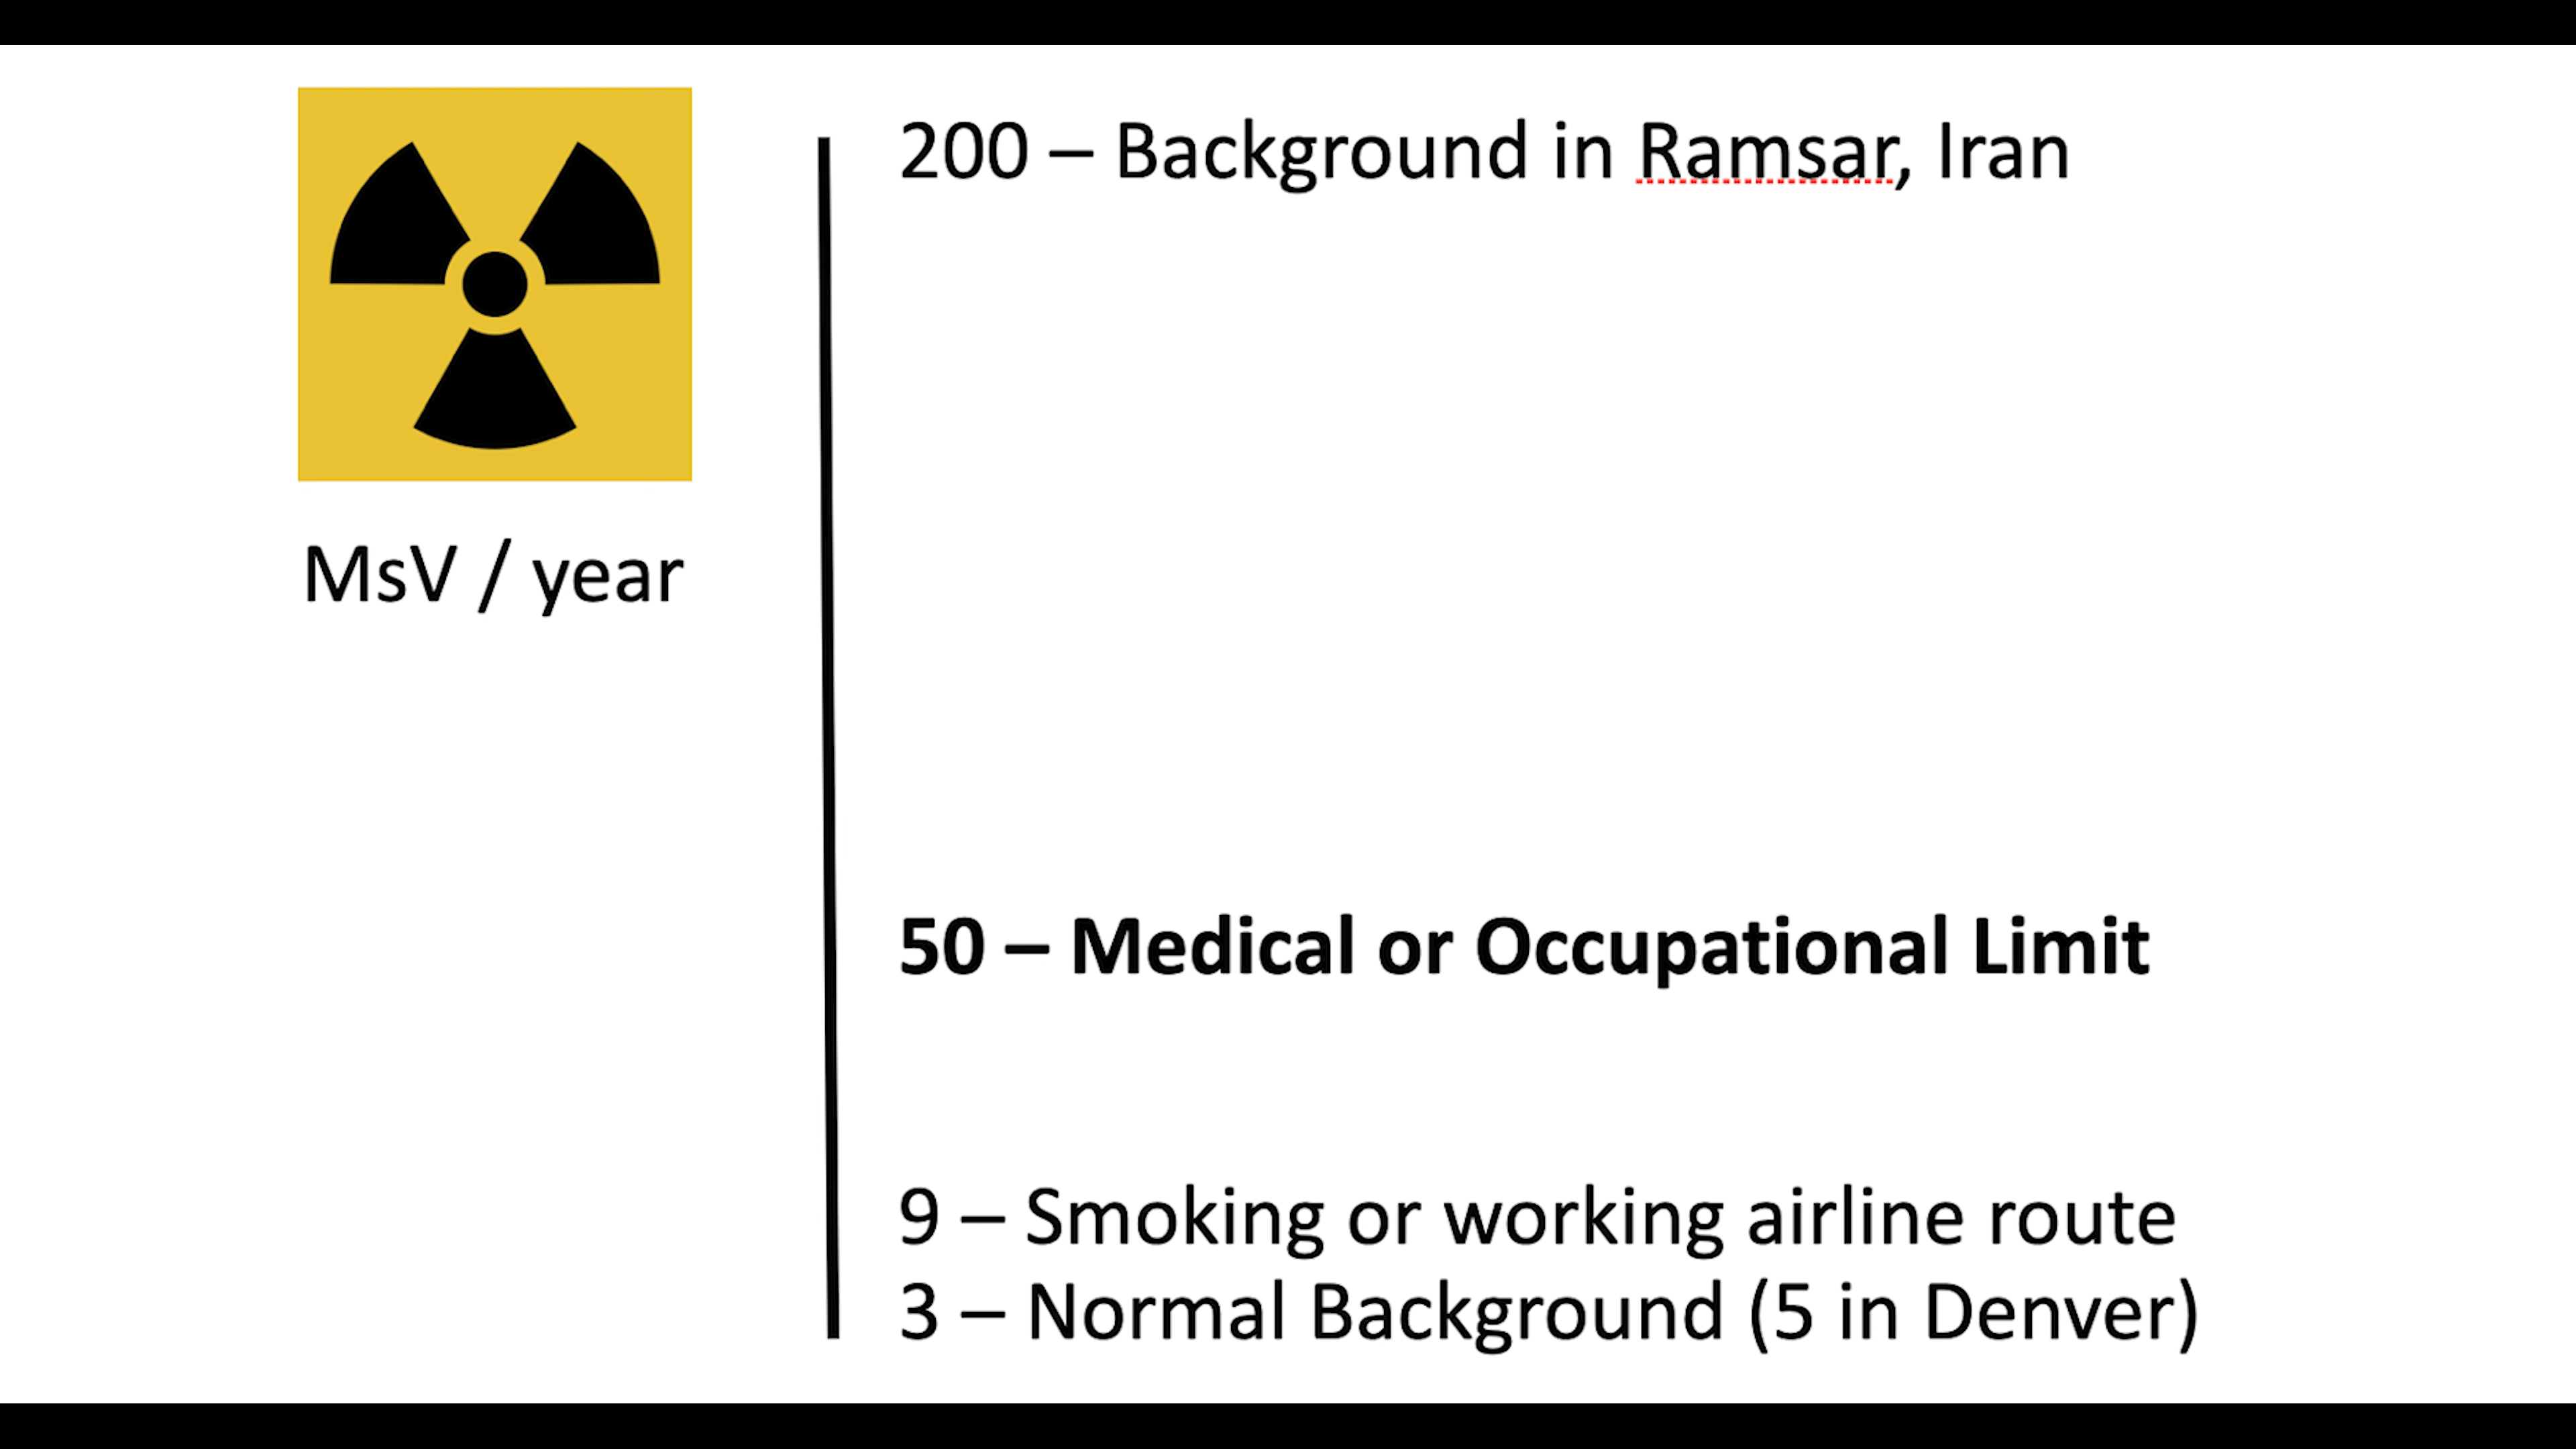 200 – Background in Ramsar, Iran
MsV / year
50 – Medical or Occupational Limit
9 – Smoking or working airline route
3 – Normal Background (5 in Denver)